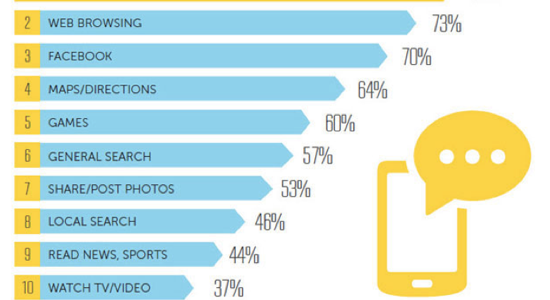 2 WEB BROWSING 73%
3 FACEBOOK 70%
4 MAPS/DIRECTIONS 64%
5 GAMES 60%
6 GENERAL SEARCH 57%
7 SHARE/POST PHOTOS 53%
8 LOCAL SEARCH 46%
9 READ NEWS, SPORTS 44%
10 WATCH TV/VIDEO 37%